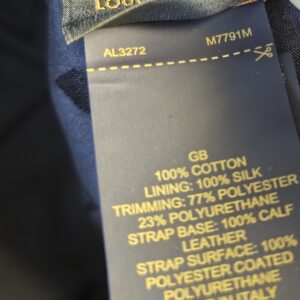 AL3272 M7791M
GB
100% COTTON
LINING: 100% SILK
TRIMMING: 77% POLYESTER
23% POLYURETHANE
STRAP BASE: 100% CALF
LEATHER
STRAP SURFACE: 100%
POLYESTER COATED
POLYURETHANE
ITALY